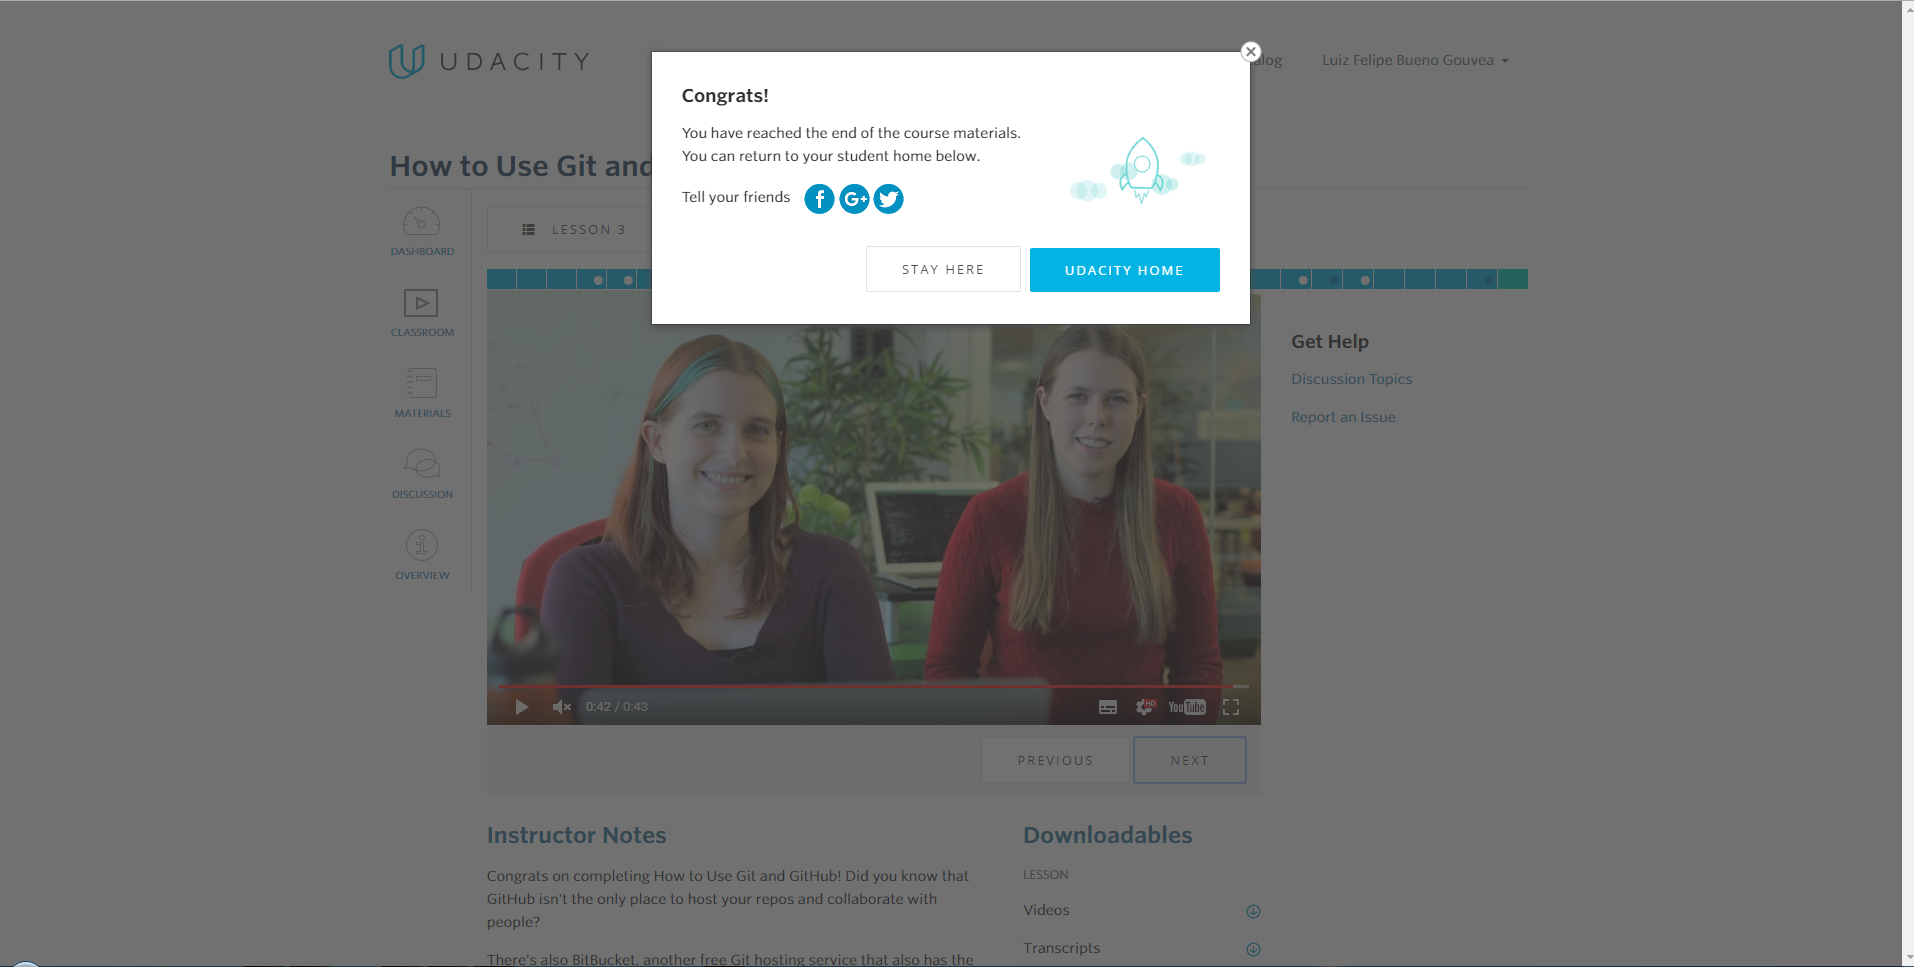 UDACITY
alog
Luiz Felipe Bueno Gouvea
Congrats!
You have reached the end of the course materials.
You can return to your student home below.
Tell your friends
STAY HERE
UDACITY HOME
How to Use Git and
DASHBOARD
CLASSROOM
MATERIALS
DISCUSSION
OVERVIEW
LESSON 3
Get Help
Discussion Topics
Report an Issue
0:42 / 0:43
HD
YouTube
PREVIOUS
NEXT
Instructor Notes
Congrats on completing How to Use Git and GitHub! Did you know that
GitHub isn't the only place to host your repos and collaborate with
people?
There's also BitBucket, another free Git hosting service that also has the
Downloadables
LESSON
Videos
Transcripts